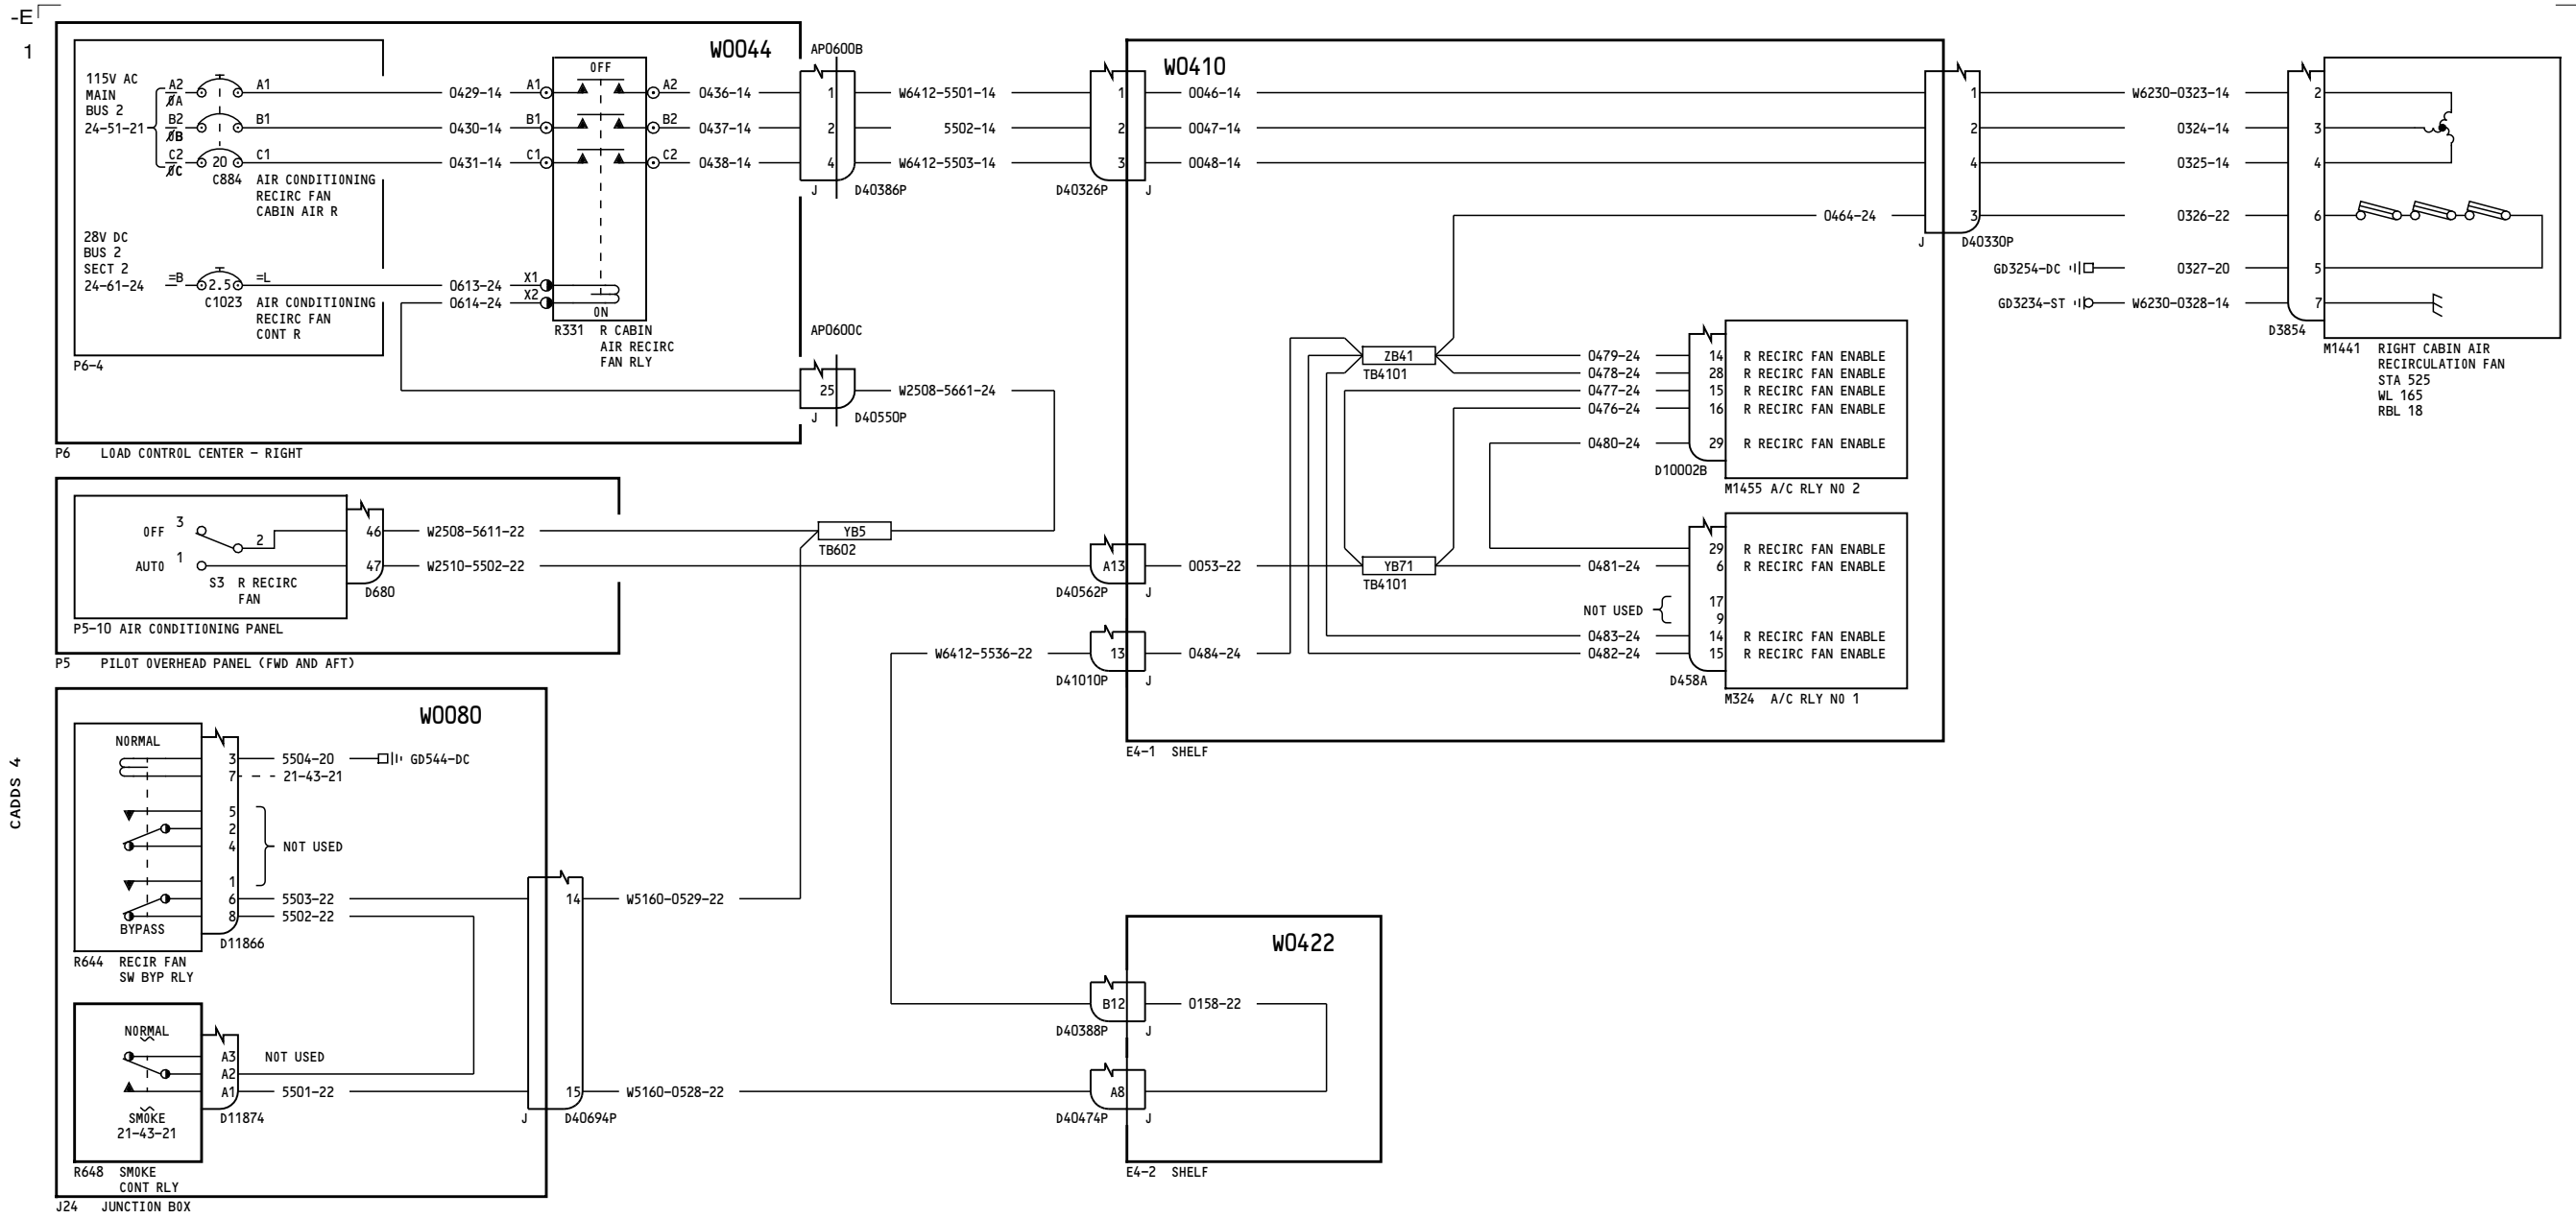 -E
1
CADDS 4
W0044
115V AC
MAIN
BUS 2
24-51-21
A2
ØA
B2
ØB
C2
ØC
20
A1
B1
C1
C884 AIR CONDITIONING
RECIRC FAN
CABIN AIR R
28V DC
BUS 2
SECT 2
24-61-24
=B
2.5
=L
C1023 AIR CONDITIONING
RECIRC FAN
CONT R
P6-4
0429-14
0430-14
0431-14
0613-24
0614-24
A1
B1
C1
X1
X2
OFF
ON
A2
B2
C2
R331 R CABIN
AIR RECIRC
FAN RLY
0436-14
0437-14
0438-14
AP0600B
1
2
4
J
D40386P
AP0600C
25
J
D40550P
P6 LOAD CONTROL CENTER - RIGHT
W6412-5501-14
5502-14
W6412-5503-14
W2508-5661-24
1
2
3
D40326P
J
W0410
0046-14
0047-14
0048-14
0464-24
1
2
4
3
J
D40330P
W6230-0323-14
0324-14
0325-14
0326-22
GD3254-DC
0327-20
GD3234-ST
W6230-0328-14
2
3
4
6
5
7
D3854
M1441 RIGHT CABIN AIR
RECIRCULATION FAN
STA 525
WL 165
RBL 18
ZB41
TB4101
0479-24
0478-24
0477-24
0476-24
0480-24
14 R RECIRC FAN ENABLE
28 R RECIRC FAN ENABLE
15 R RECIRC FAN ENABLE
16 R RECIRC FAN ENABLE
29 R RECIRC FAN ENABLE
D10002B
M1455 A/C RLY NO 2
OFF
3
2
AUTO
1
S3 R RECIRC
FAN
46
47
D680
W2508-5611-22
W2510-5502-22
P5-10 AIR CONDITIONING PANEL
P5 PILOT OVERHEAD PANEL (FWD AND AFT)
YB5
TB602
A13
D40562P
J
0053-22
YB71
TB4101
0481-24
NOT USED
0483-24
0482-24
29 R RECIRC FAN ENABLE
6 R RECIRC FAN ENABLE
17
9
14 R RECIRC FAN ENABLE
15 R RECIRC FAN ENABLE
D458A
M324 A/C RLY NO 1
W6412-5536-22
13
D41010P
J
0484-24
E4-1 SHELF
W0080
NORMAL
3
7
5504-20
GD544-DC
21-43-21
5
2
4
1
NOT USED
6
8
5503-22
5502-22
BYPASS
D11866
R644 RECIR FAN
SW BYP RLY
NORMAL
A3
A2
A1
NOT USED
5501-22
SMOKE
21-43-21
D11874
R648 SMOKE
CONT RLY
J24 JUNCTION BOX
14
15
J
D40694P
W5160-0529-22
W5160-0528-22
W0422
B12
D40388P
J
0158-22
A8
D40474P
J
E4-2 SHELF